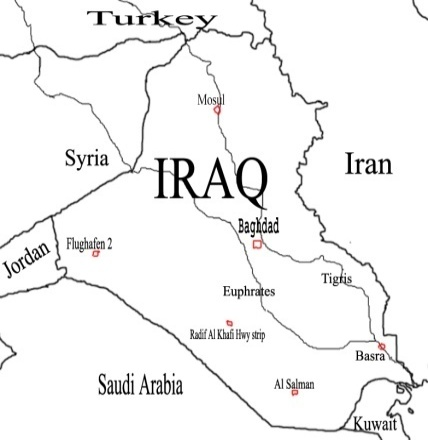 Turkey
Mosul
Syria
IRAQ
Iran
Baghdad
Flughafen 2
Jordan
Tigris
Euphrates
Radif Al Khafi Hwy strip
Basra
Saudi Arabia
Al Salman
Kuwait